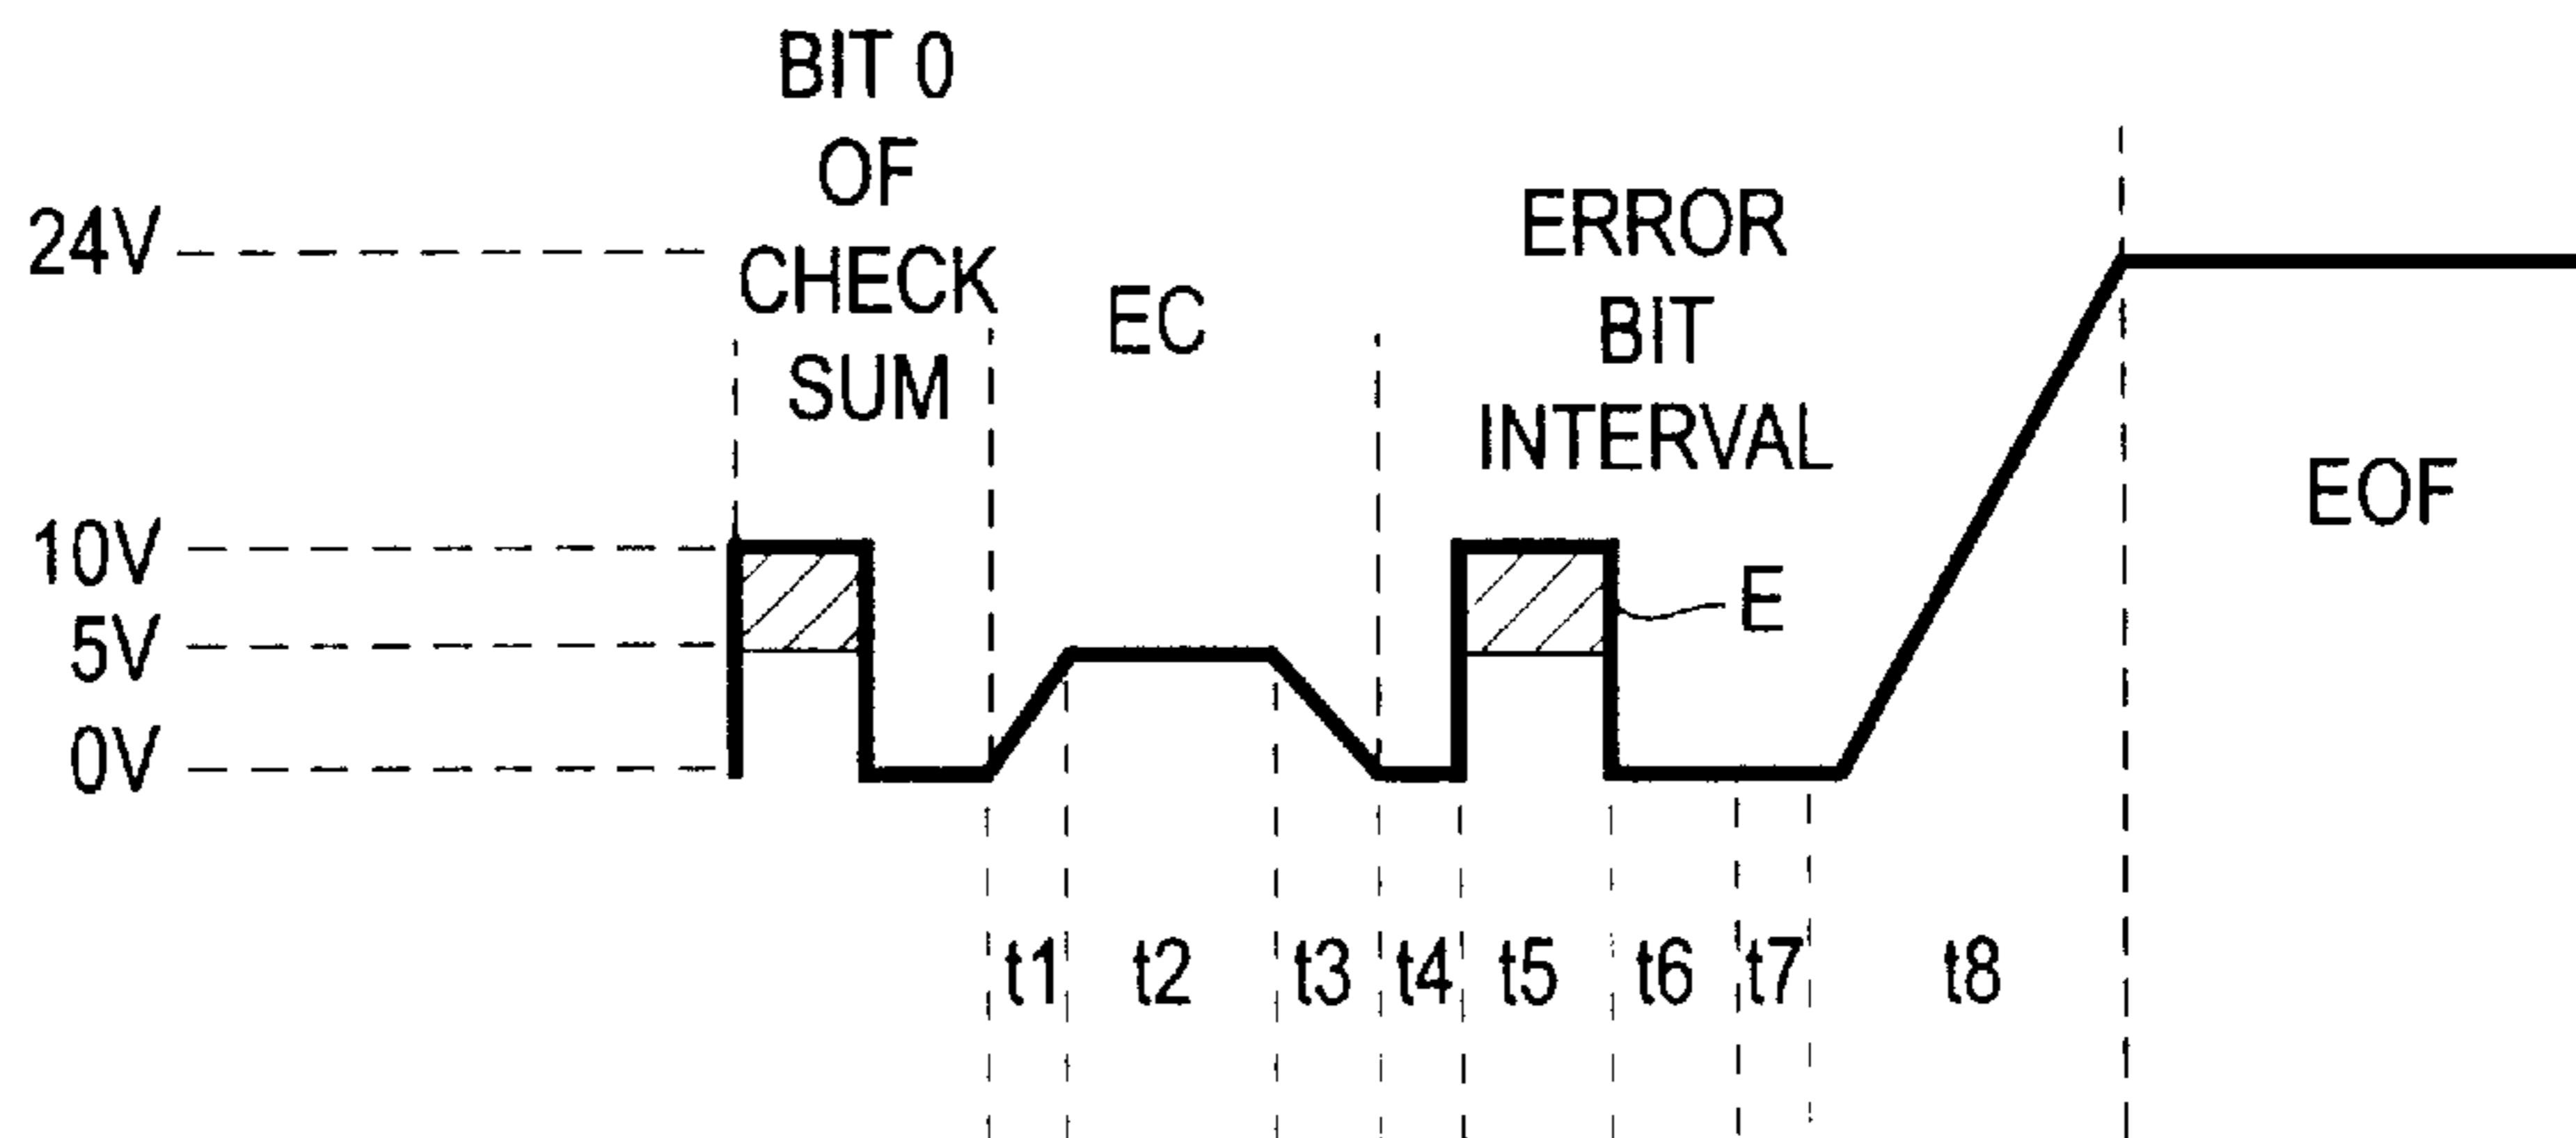 BIT 0
OF
CHECK
SUM
24V
EC
ERROR
BIT
INTERVAL
EOF
10V
5V
0V
E
t1 t2 t3 t4 t5 t6 t7 t8